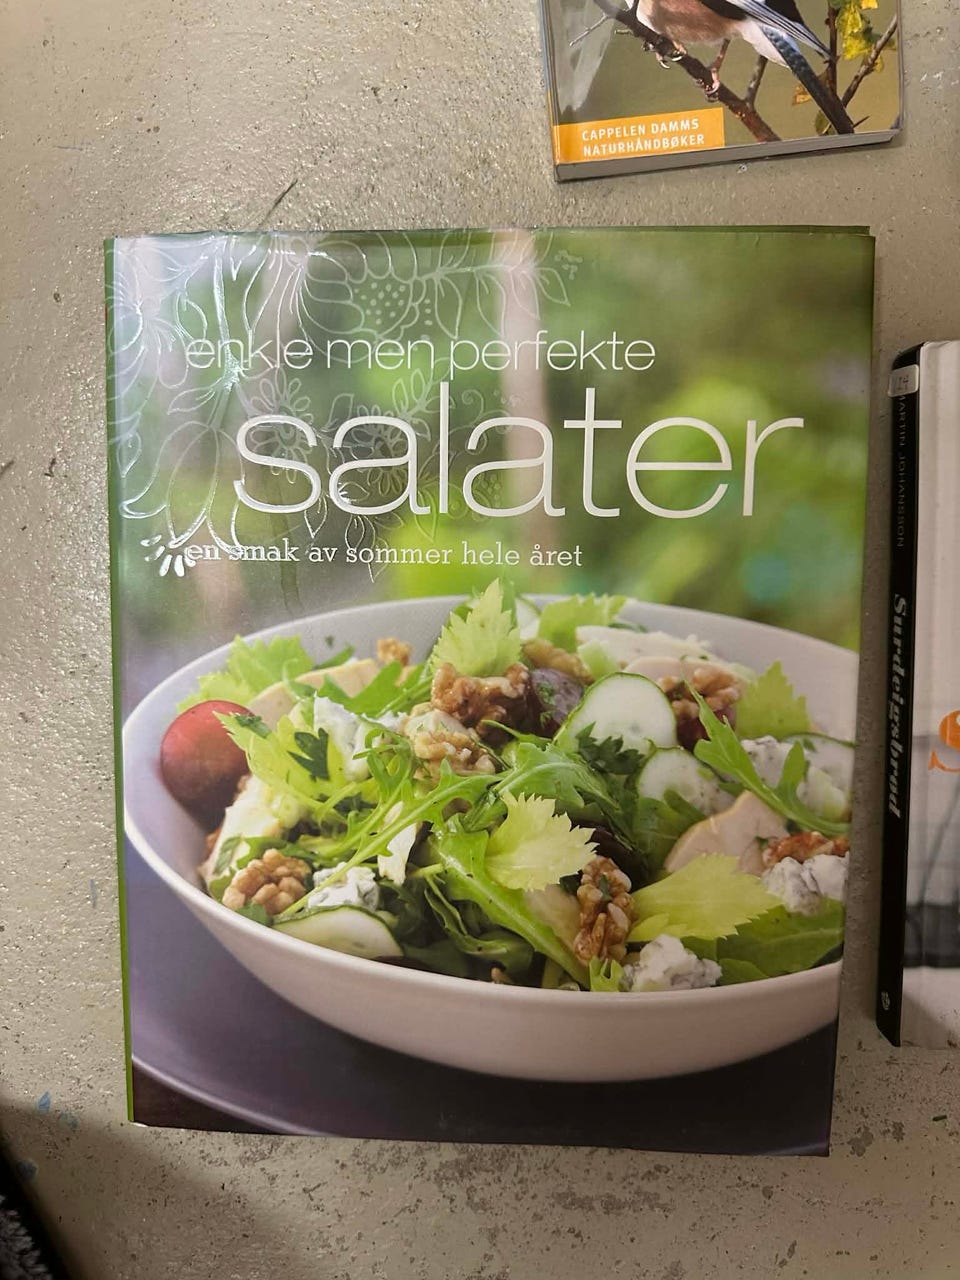 CAPPELEN DAMMS
NATURHÅNDBØKER
enkle men perfekte
salater
en smak av sommer hele året
MARTIN JOHANSSON
Surdeigsbrød